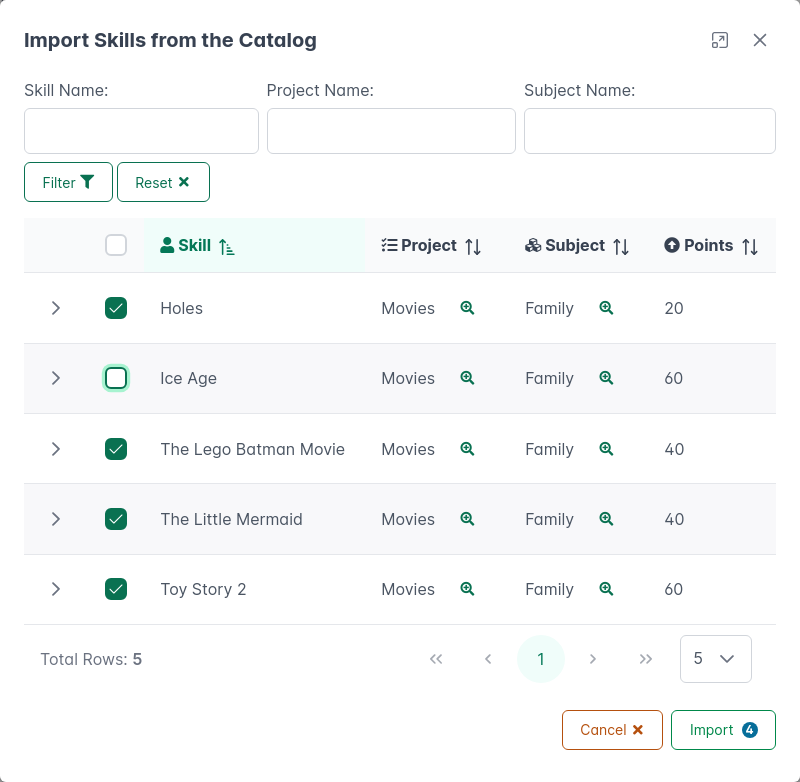 Import Skills from the Catalog
Skill Name: Project Name: Subject Name:
Filter Reset
Skill Project Subject Points
Holes Movies Family 20
Ice Age Movies Family 60
The Lego Batman Movie Movies Family 40
The Little Mermaid Movies Family 40
Toy Story 2 Movies Family 60
Total Rows: 5 1 5
Cancel Import 4